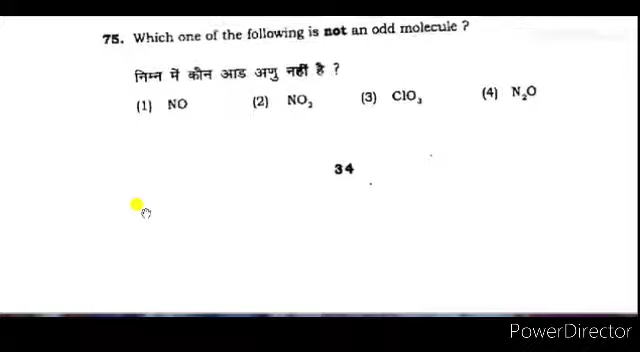 75. Which one of the following is not an odd molecule ?
निम्न में कौन आड अणु नहीं है ?
(1) NO (2) NO₂ (3) ClO₃ (4) N₂O
34
PowerDirector